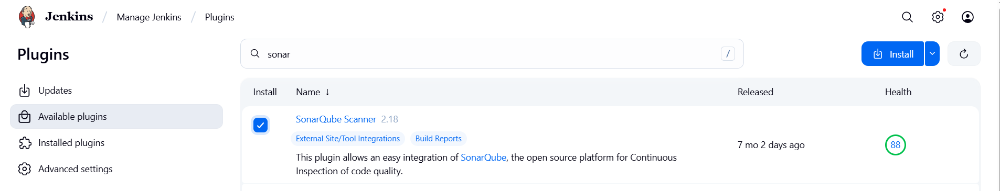 Jenkins / Manage Jenkins / Plugins
Plugins
sonar /
Install
Updates
Available plugins
Installed plugins
Advanced settings
Install Name ↓ Released Health
SonarQube Scanner 2.18
External Site/Tool Integrations Build Reports
This plugin allows an easy integration of SonarQube, the open source platform for Continuous
Inspection of code quality.
7 mo 2 days ago
88